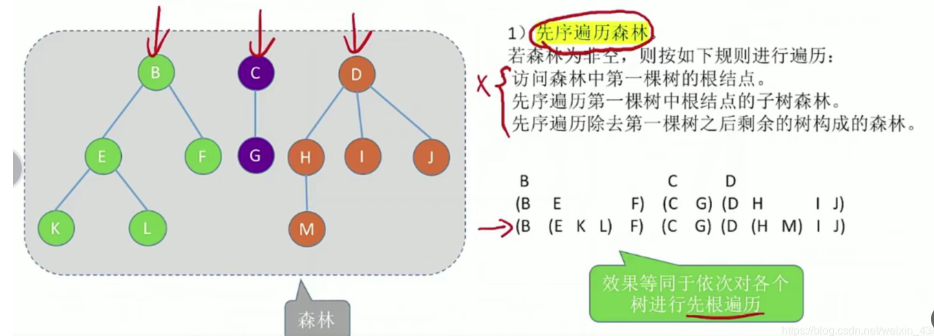 B
C
D
E
F
G
H
I
J
K
L
M
森林
1）先序遍历森林
若森林为非空，则按如下规则进行遍历：
访问森林中第一棵树的根结点。
先序遍历第一棵树中根结点的子树森林。
先序遍历除去第一棵树之后剩余的树构成的森林。
X
B C D
(B E F) (C G) (D H I J)
(B (E K L) F) (C G) (D (H M) I J)
效果等同于依次对各个
树进行先根遍历
https://blog.csdn.net/weixin_43